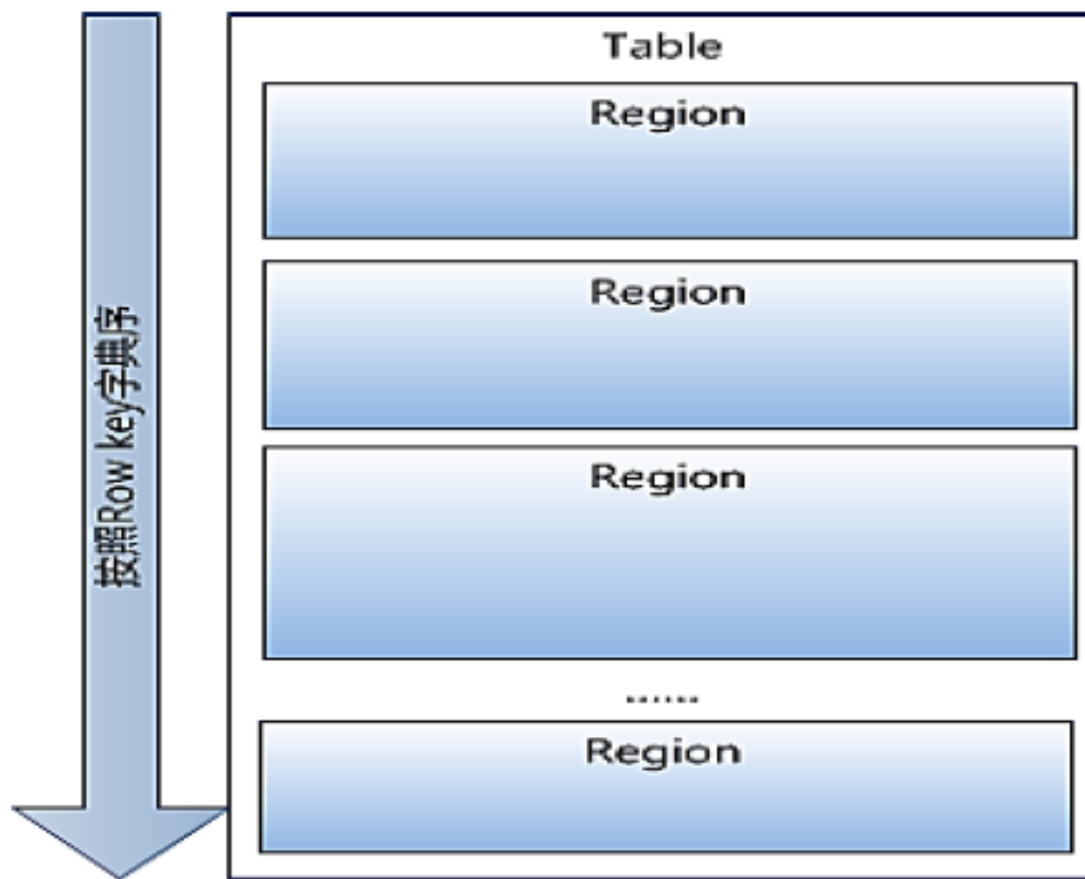 Table
Region
Region
按照Row key字典序
Region
......
Region